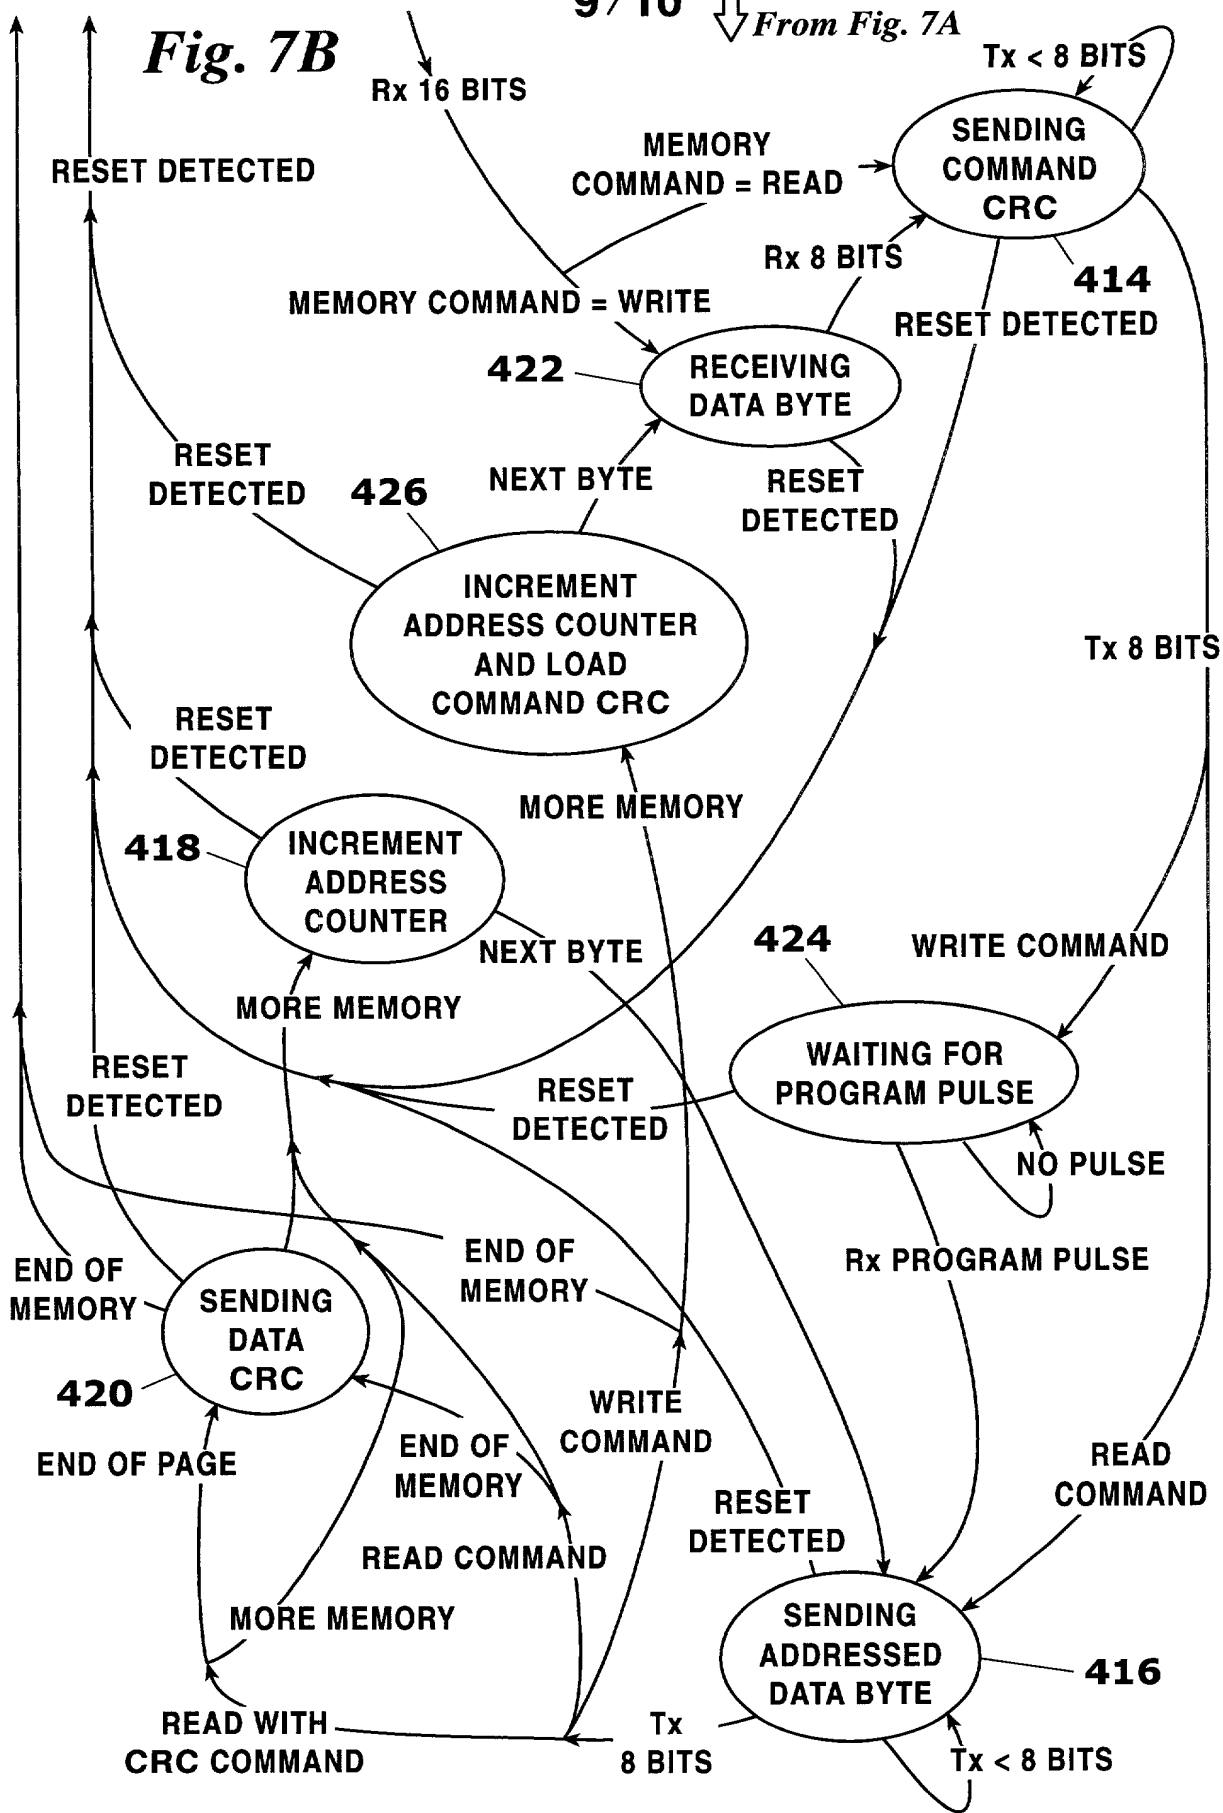 9/10
From Fig. 7A
Fig. 7B
Tx < 8 BITS
Rx 16 BITS
SENDING
COMMAND
CRC
MEMORY
COMMAND = READ
RESET DETECTED
Rx 8 BITS
414
MEMORY COMMAND = WRITE
RESET DETECTED
422
RECEIVING
DATA BYTE
RESET
DETECTED
426
NEXT BYTE
RESET
DETECTED
INCREMENT
ADDRESS COUNTER
AND LOAD
COMMAND CRC
Tx 8 BITS
RESET
DETECTED
MORE MEMORY
418
INCREMENT
ADDRESS
COUNTER
NEXT BYTE
424
WRITE COMMAND
MORE MEMORY
WAITING FOR
PROGRAM PULSE
RESET
DETECTED
RESET
DETECTED
NO PULSE
END OF
MEMORY
Rx PROGRAM PULSE
END OF
MEMORY
SENDING
DATA
CRC
420
WRITE
COMMAND
END OF PAGE
END OF
MEMORY
READ
COMMAND
RESET
DETECTED
READ COMMAND
MORE MEMORY
SENDING
ADDRESSED
DATA BYTE
416
READ WITH
CRC COMMAND
Tx
8 BITS
Tx < 8 BITS